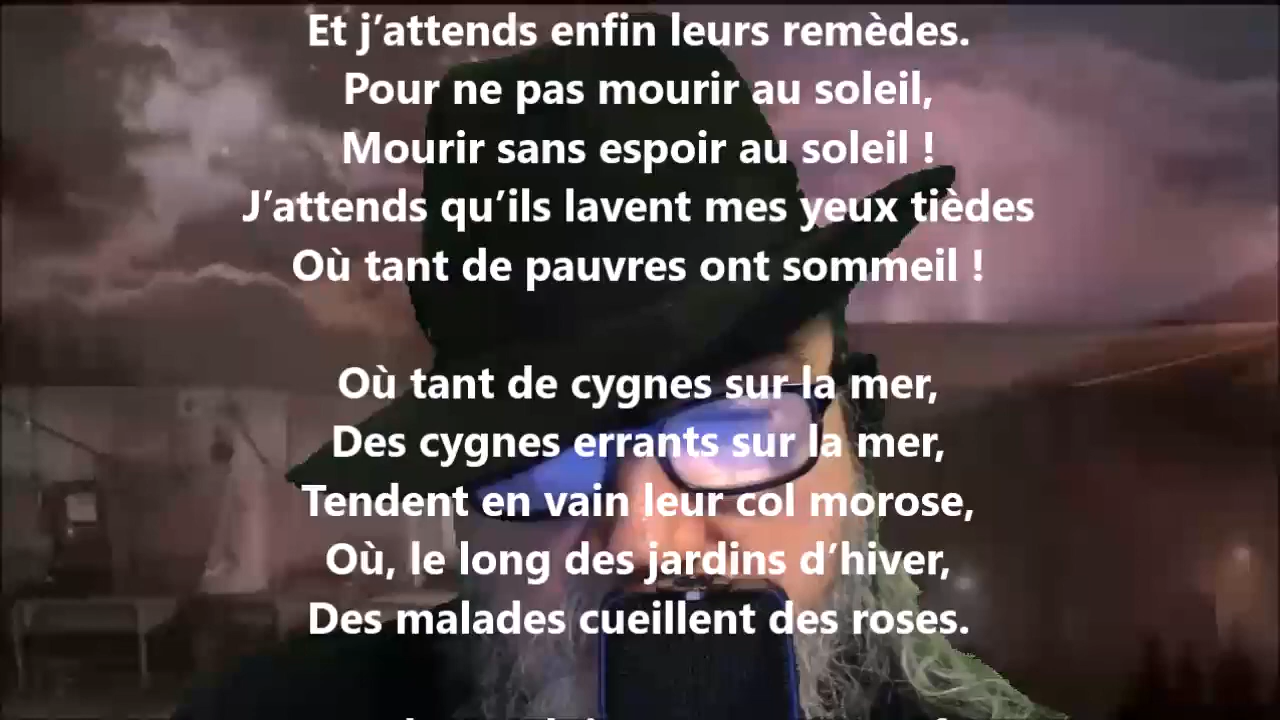 Et j’attends enfin leurs remèdes.
Pour ne pas mourir au soleil,
Mourir sans espoir au soleil !
J’attends qu’ils lavent mes yeux tièdes
Où tant de pauvres ont sommeil !
Où tant de cygnes sur la mer,
Des cygnes errants sur la mer,
Tendent en vain leur col morose,
Où, le long des jardins d’hiver,
Des malades cueillent des roses.